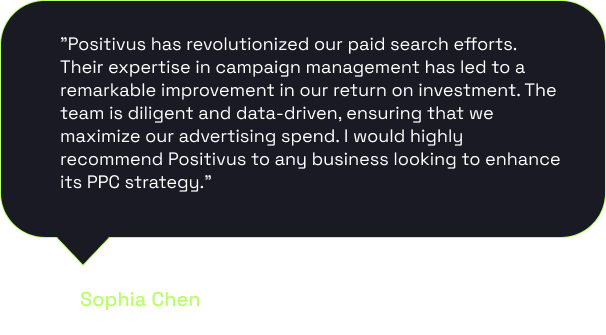 ”Positivus has revolutionized our paid search efforts.
Their expertise in campaign management has led to a
remarkable improvement in our return on investment. The
team is diligent and data-driven, ensuring that we
maximize our advertising spend. I would highly
recommend Positivus to any business looking to enhance
its PPC strategy.”
Sophia Chen